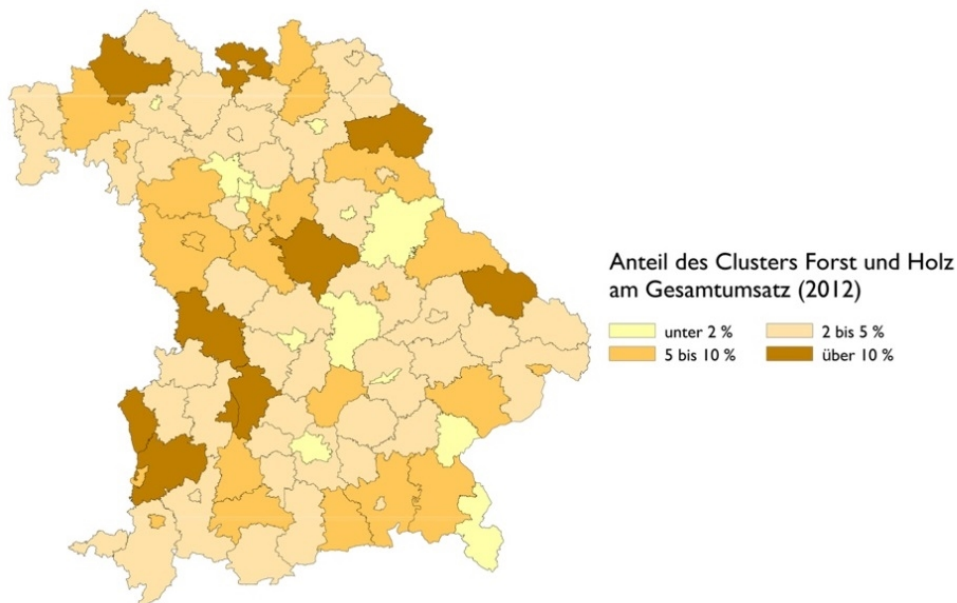 Anteil des Clusters Forst und Holz
am Gesamtumsatz (2012)
unter 2 %
2 bis 5 %
5 bis 10 %
über 10 %